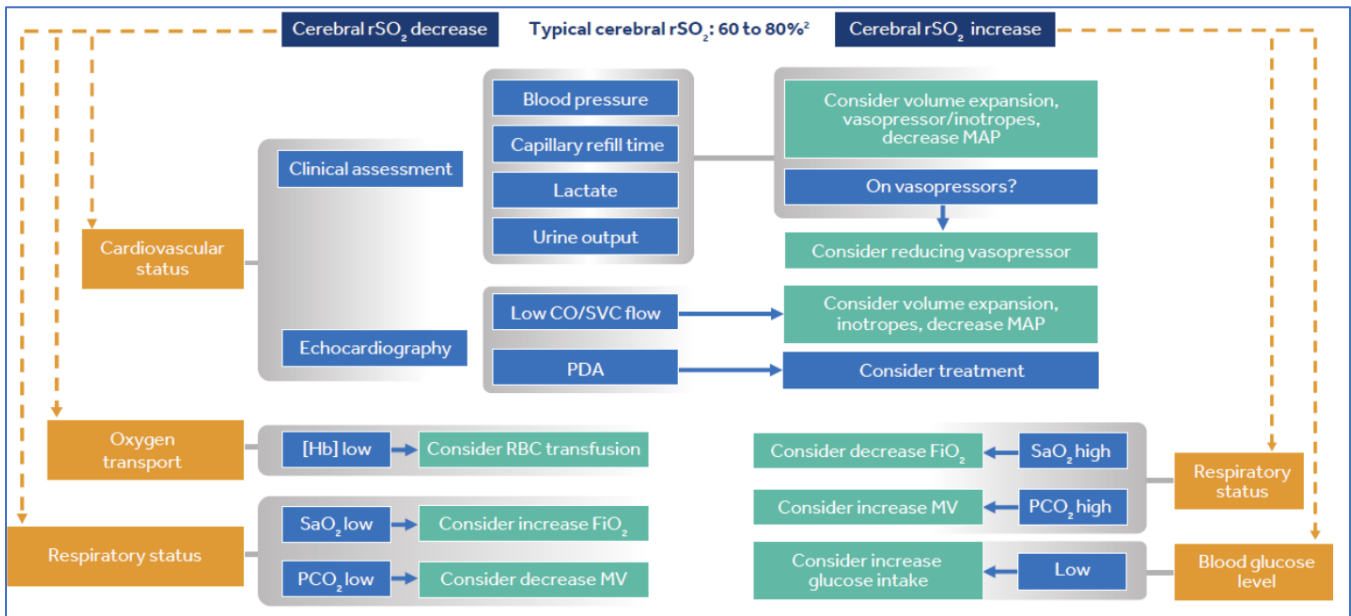 Cerebral rSO₂ decrease
Typical cerebral rSO₂: 60 to 80%²
Cerebral rSO₂ increase
Blood pressure
Capillary refill time
Lactate
Urine output
Clinical assessment
Consider volume expansion,
vasopressor/inotropes,
decrease MAP
On vasopressors?
Consider reducing vasopressor
Cardiovascular
status
Echocardiography
Low CO/SVC flow
Consider volume expansion,
inotropes, decrease MAP
PDA
Consider treatment
Oxygen
transport
[Hb] low
Consider RBC transfusion
Respiratory status
SaO₂ low
Consider increase FiO₂
PCO₂ low
Consider decrease MV
Consider decrease FiO₂
SaO₂ high
Consider increase MV
PCO₂ high
Respiratory
status
Consider increase
glucose intake
Low
Blood glucose
level